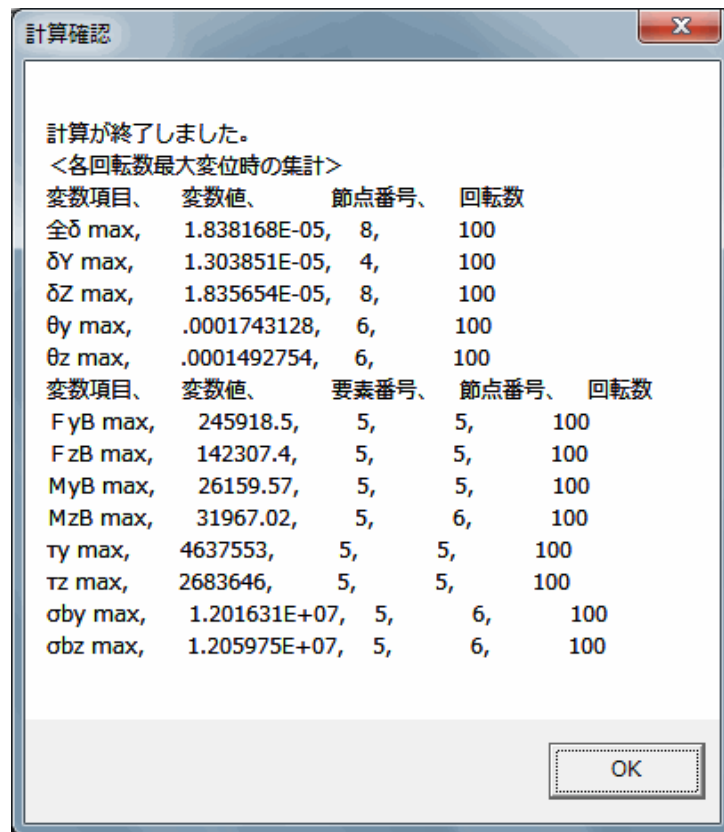 計算確認
計算が終了しました。
<各回転数最大変位時の集計>
変数項目、 変数値、 節点番号、 回転数
全δ max, 1.838168E-05, 8, 100
δY max, 1.303851E-05, 4, 100
δZ max, 1.835654E-05, 8, 100
θy max, .0001743128, 6, 100
θz max, .0001492754, 6, 100
変数項目、 変数値、 要素番号、 節点番号、 回転数
FyB max, 245918.5, 5, 5, 100
FzB max, 142307.4, 5, 5, 100
MyB max, 26159.57, 5, 5, 100
MzB max, 31967.02, 5, 6, 100
τy max, 4637553, 5, 5, 100
τz max, 2683646, 5, 5, 100
σby max, 1.201631E+07, 5, 6, 100
σbz max, 1.205975E+07, 5, 6, 100
OK